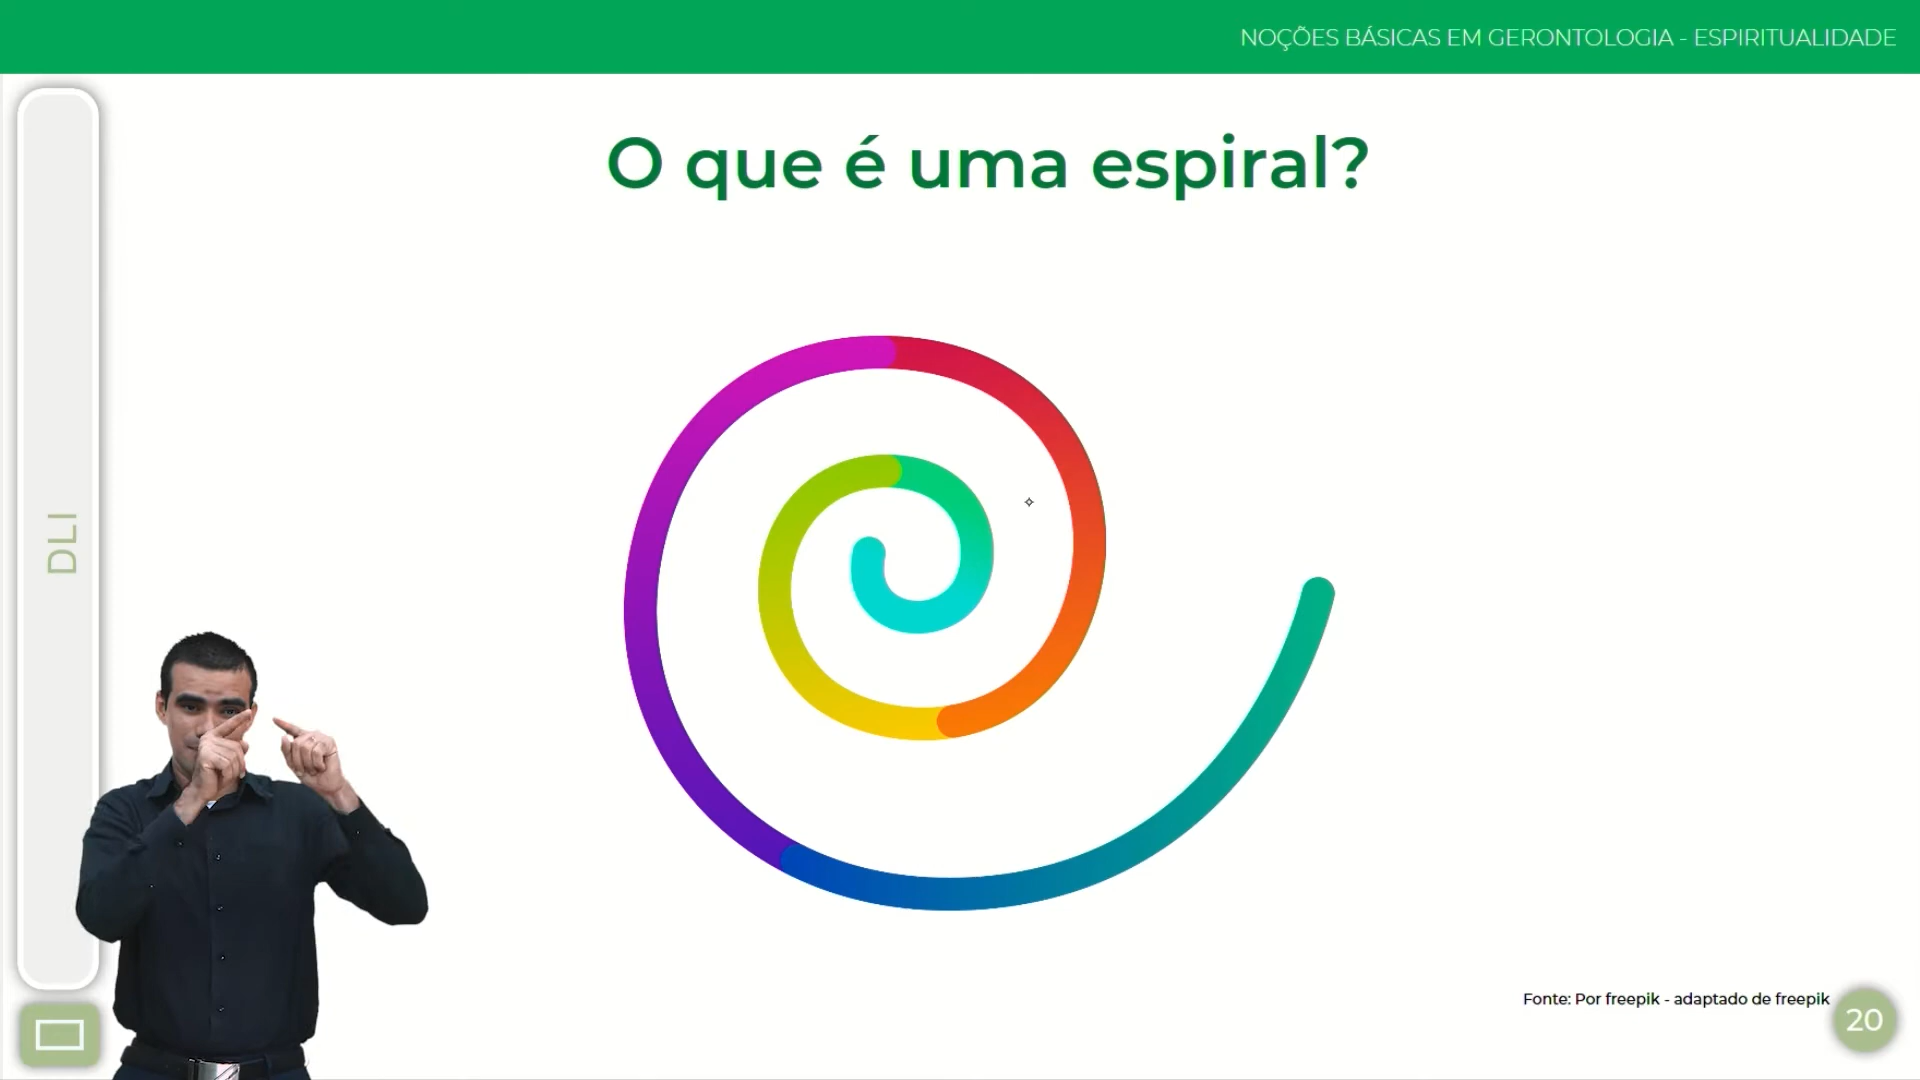 NOÇÕES BÁSICAS EM GERONTOLOGIA - ESPIRITUALIDADE
O que é uma espiral?
DLI
Fonte: Por freepik - adaptado de freepik
20